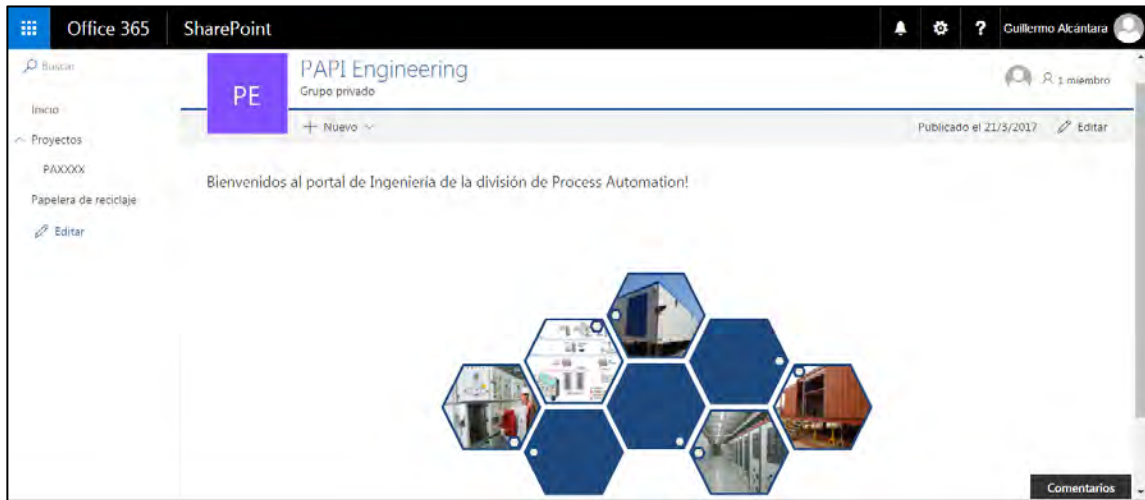 Office 365 SharePoint Guillermo Alcántara
Buscar
PE
PAPI Engineering
Grupo privado
1 miembro
Inicio
Proyectos
PAXXXX
Papelera de reciclaje
Editar
Nuevo
Publicado el 21/3/2017 Editar
Bienvenidos al portal de Ingeniería de la división de Process Automation!
Comentarios